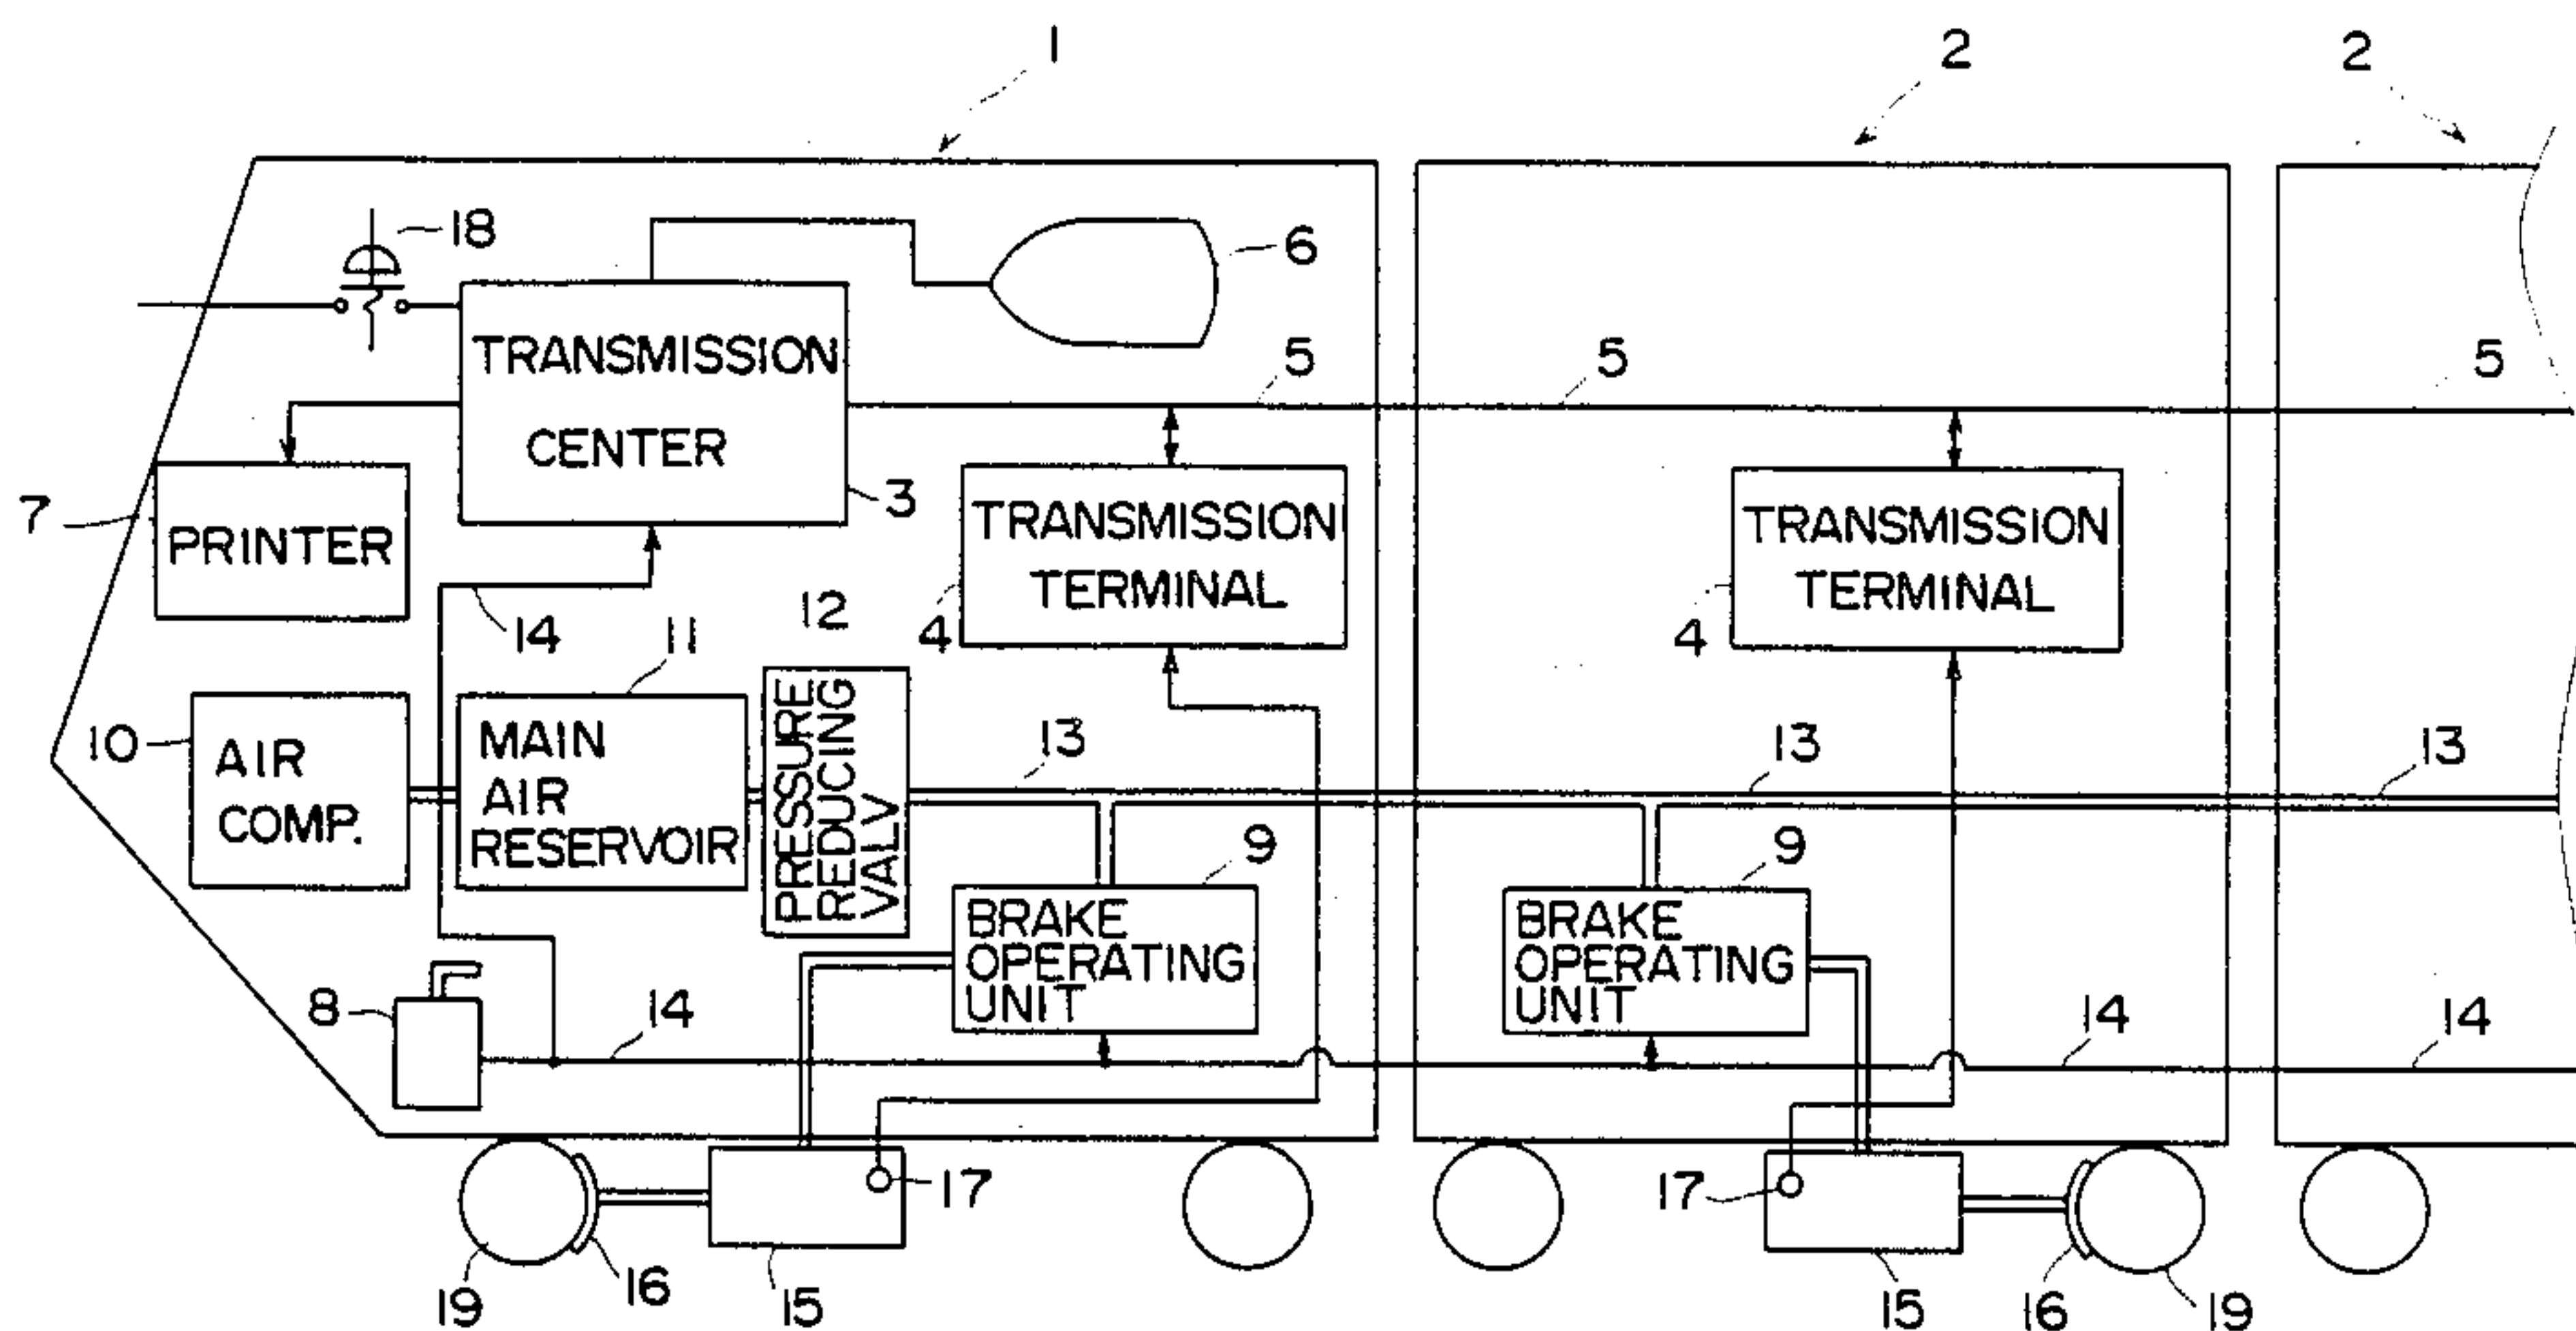 1
2
2
18
6
TRANSMISSION
CENTER
3
5
5
5
7
PRINTER
TRANSMISSION
TERMINAL
4
TRANSMISSION
TERMINAL
4
14
11
12
10
AIR
COMP.
MAIN
AIR
RESERVOIR
PRESSURE
REDUCING
VALV
13
13
13
9
9
BRAKE
OPERATING
UNIT
BRAKE
OPERATING
UNIT
8
14
14
14
17
17
19
16
15
15
16
19